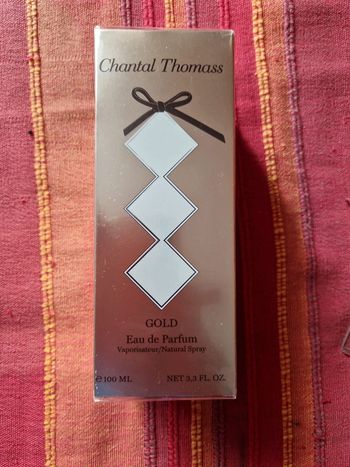 Chantal Thomass
GOLD
Eau de Parfum
Vaporisateur/Natural Spray
℮ 100 ML NET 3,3 FL. OZ.